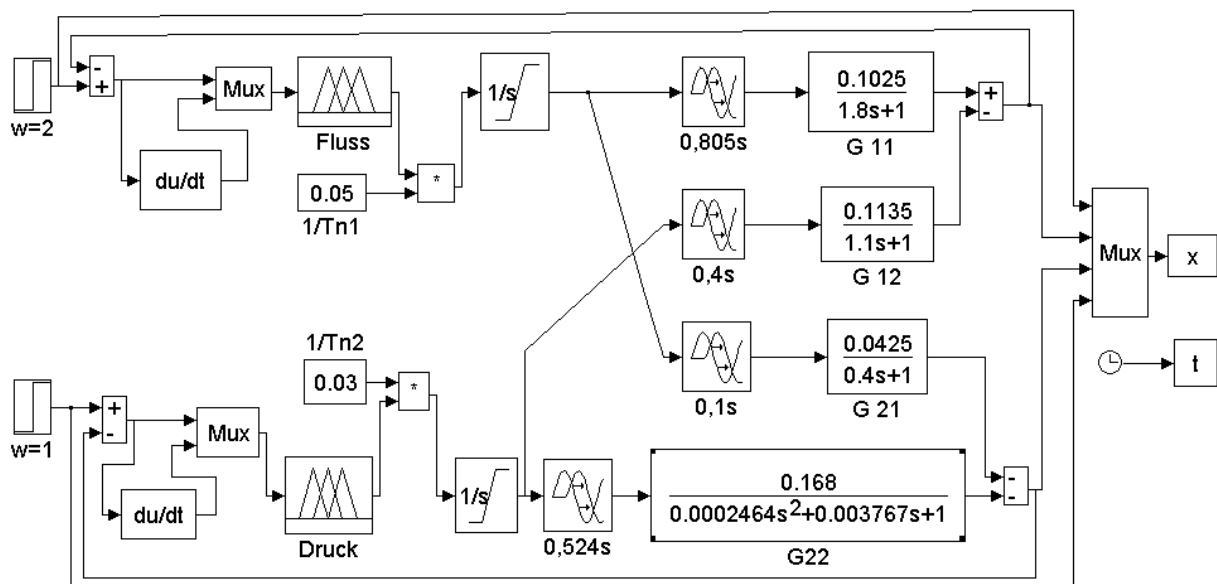 -
+
w=2
du/dt
Mux
Fluss
0.05
1/Tn1
*
1/s
0,805s
0.1025
1.8s+1
G 11
+
-
0,4s
0.1135
1.1s+1
G 12
0,1s
0.0425
0.4s+1
G 21
Mux
x
t
w=1
+
-
du/dt
Mux
1/Tn2
0.03
*
Druck
1/s
0,524s
0.168
0.0002464s²+0.003767s+1
G22
-
-